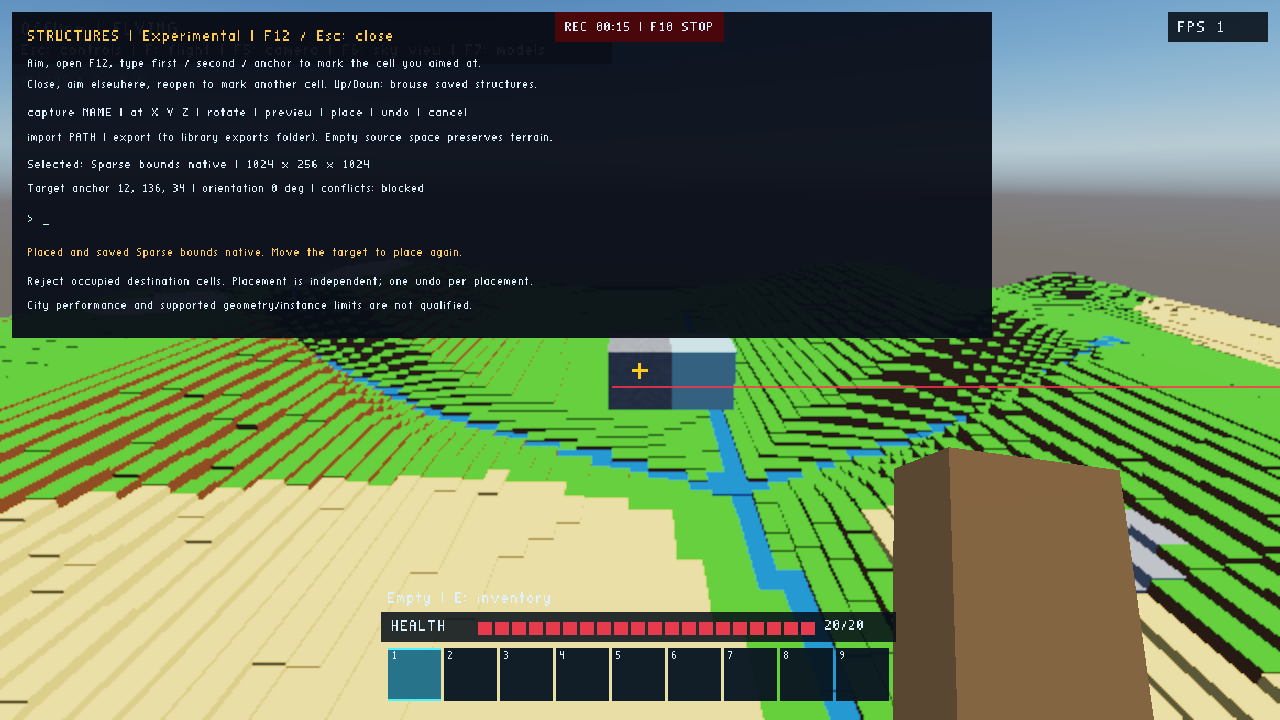 STRUCTURES | Experimental | F12 / Esc: close
REC 00:15 | F10 STOP
FPS 1
Aim, open F12, type first / second / anchor to mark the cell you aimed at.
Close, aim elsewhere, reopen to mark another cell. Up/Down: browse saved structures.
capture NAME | at X Y Z | rotate | preview | place | undo | cancel
import PATH | export (to library exports folder). Empty source space preserves terrain.
Selected: Sparse bounds native | 1024 x 256 x 1024
Target anchor 12, 136, 34 | orientation 0 deg | conflicts: blocked
> _
Placed and saved Sparse bounds native. Move the target to place again.
Reject occupied destination cells. Placement is independent; one undo per placement.
City performance and supported geometry/instance limits are not qualified.
Empty | E: inventory
HEALTH 20/20
1 2 3 4 5 6 7 8 9